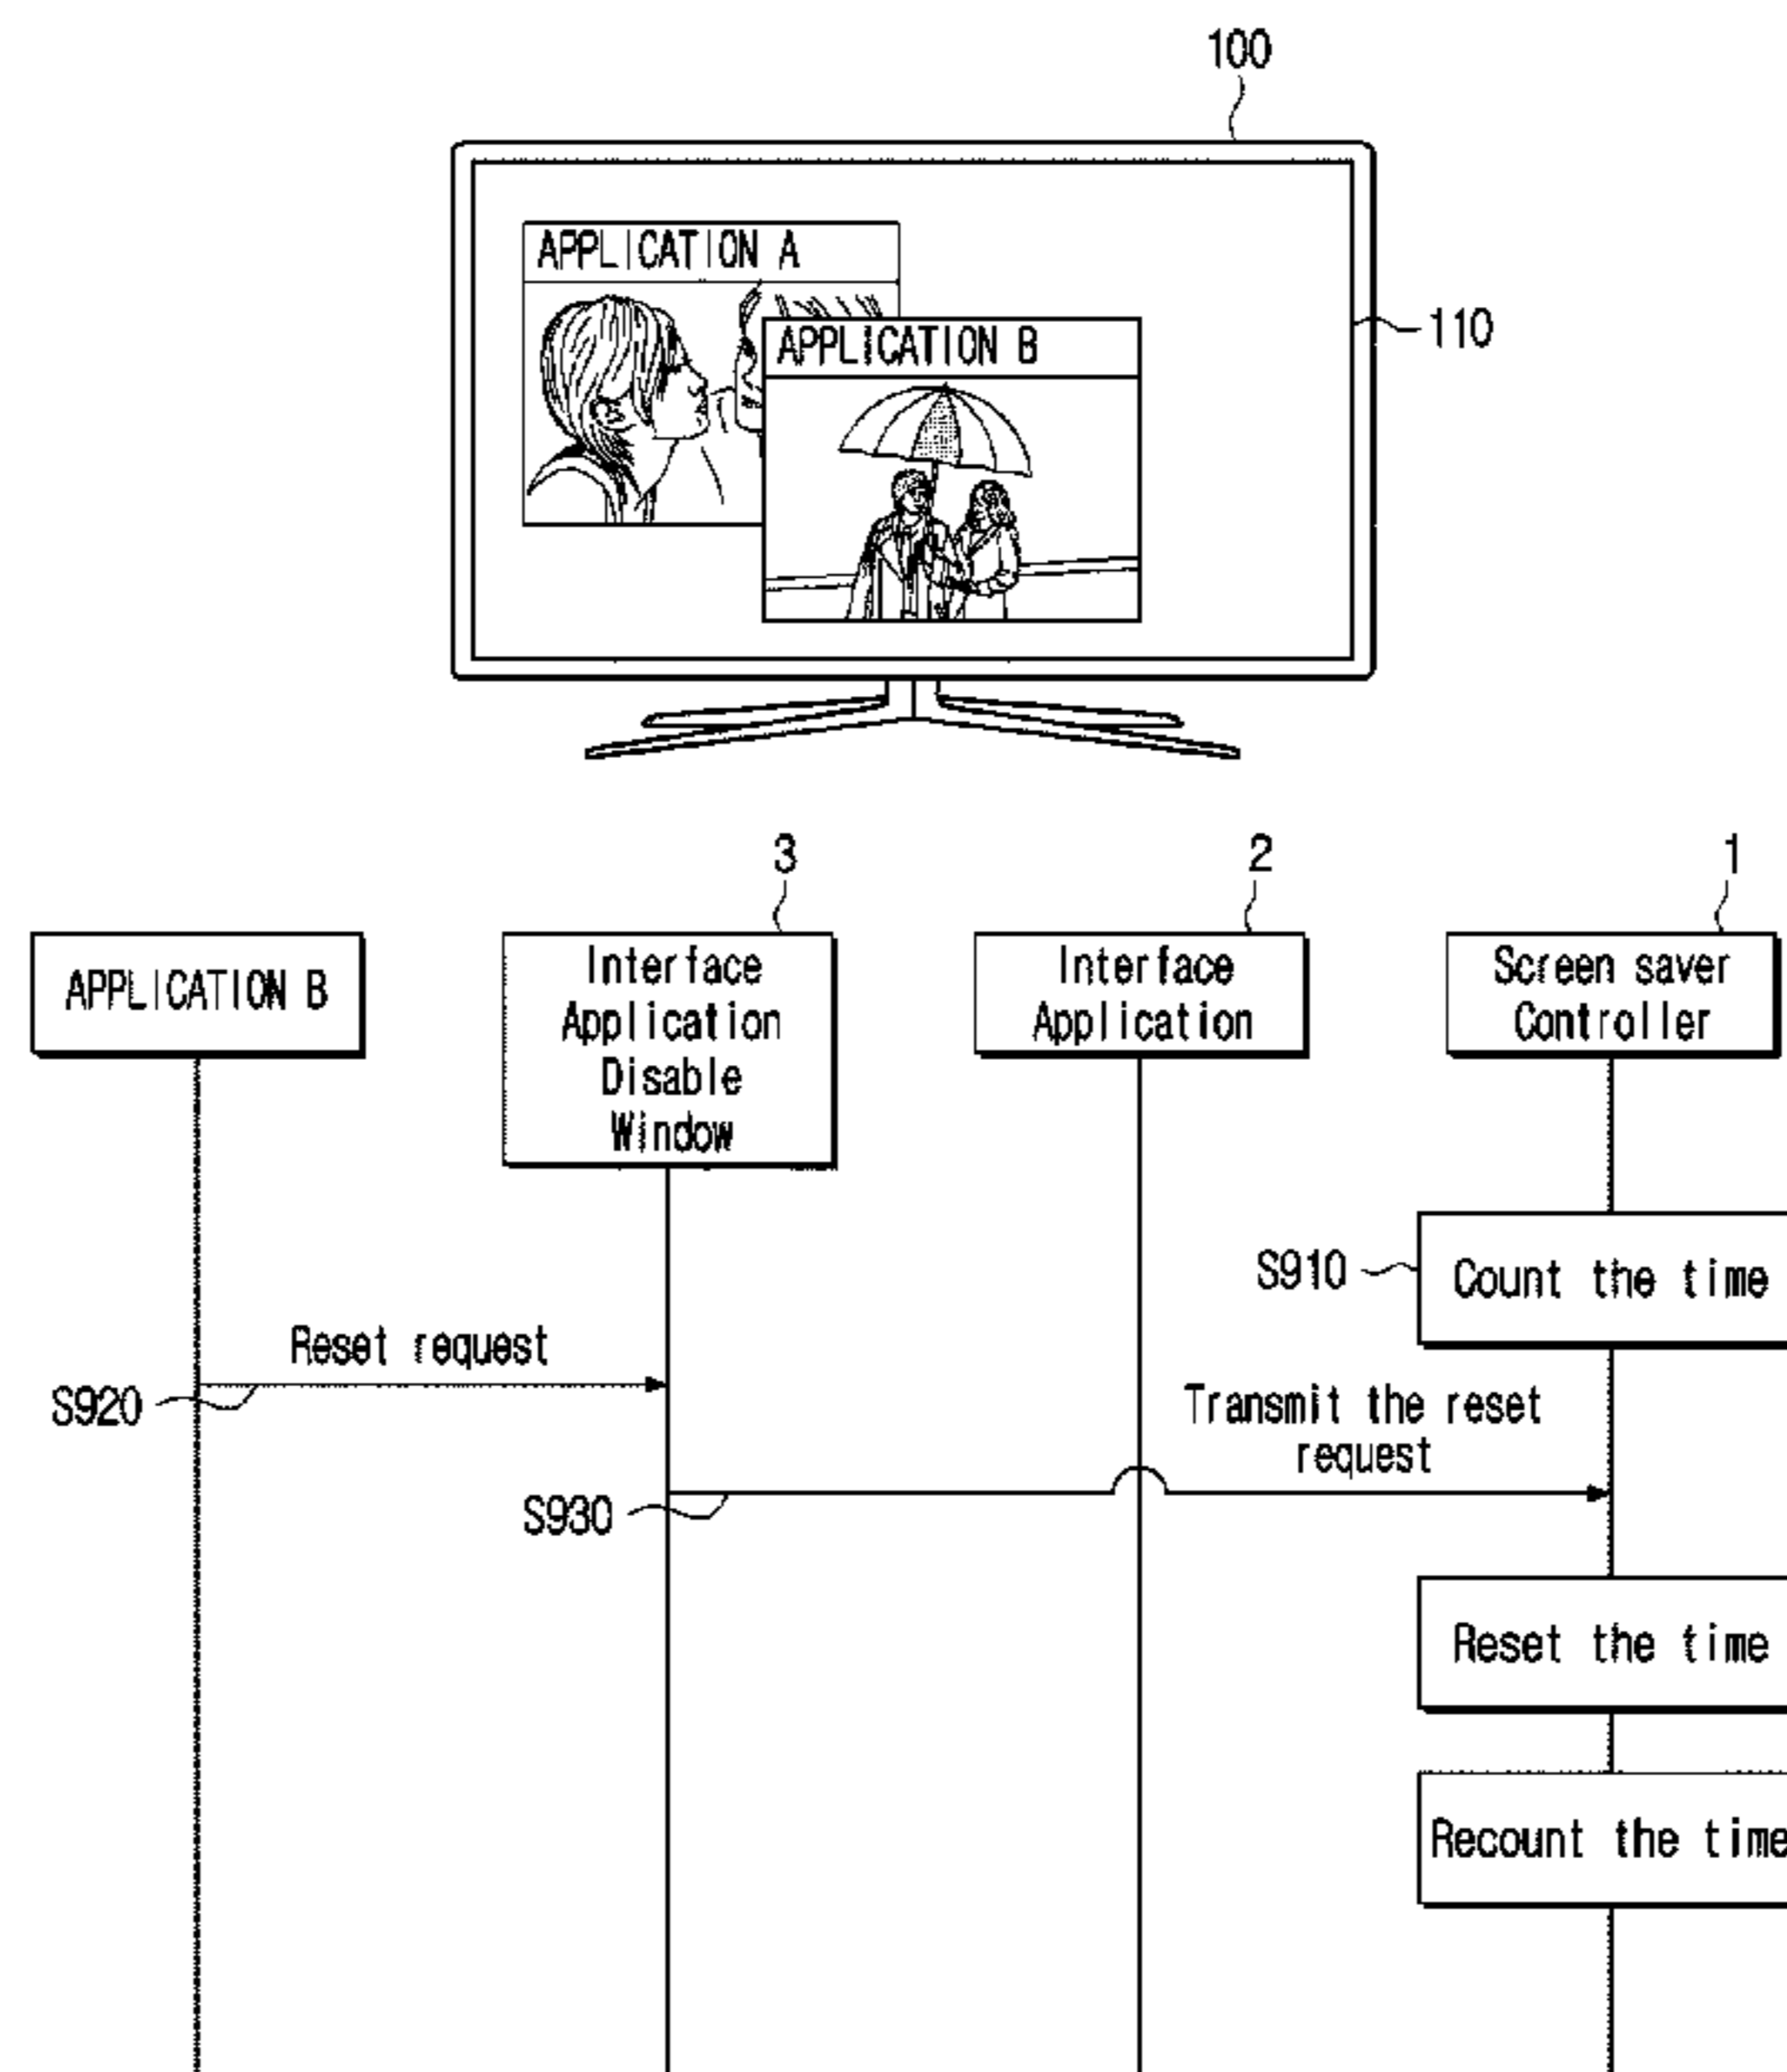 100
APPLICATION A
110
APPLICATION B
3
2
1
APPLICATION B
Interface
Application
Disable
Window
Interface
Application
Screen saver
Controller
S910
Count the time
Reset request
S920
Transmit the reset
request
S930
Reset the time
Recount the time